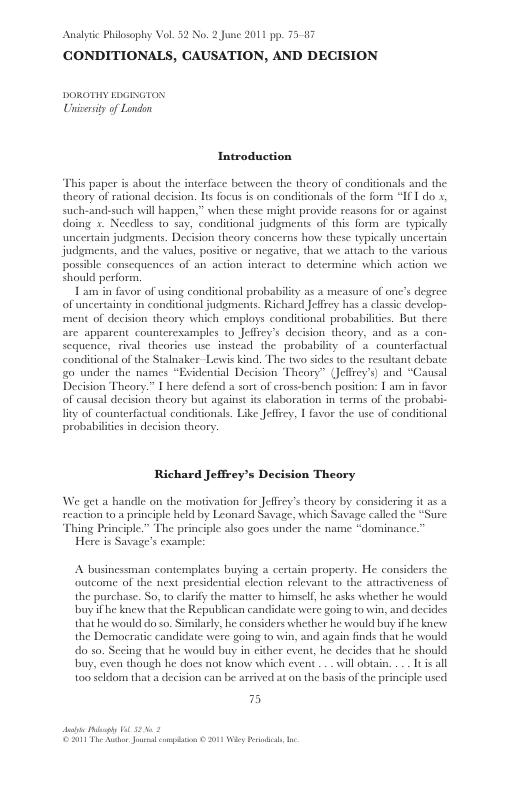 Analytic Philosophy Vol. 52 No. 2 June 2011 pp. 75–87
CONDITIONALS, CAUSATION, AND DECISION
DOROTHY EDGINGTON
University of London
Introduction
This paper is about the interface between the theory of conditionals and the
theory of rational decision. Its focus is on conditionals of the form “If I do x,
such-and-such will happen,” when these might provide reasons for or against
doing x. Needless to say, conditional judgments of this form are typically
uncertain judgments. Decision theory concerns how these typically uncertain
judgments, and the values, positive or negative, that we attach to the various
possible consequences of an action interact to determine which action we
should perform.
I am in favor of using conditional probability as a measure of one’s degree
of uncertainty in conditional judgments. Richard Jeffrey has a classic develop-
ment of decision theory which employs conditional probabilities. But there
are apparent counterexamples to Jeffrey’s decision theory, and as a con-
sequence, rival theories use instead the probability of a counterfactual
conditional of the Stalnaker–Lewis kind. The two sides to the resultant debate
go under the names “Evidential Decision Theory” (Jeffrey’s) and “Causal
Decision Theory.” I here defend a sort of cross-bench position: I am in favor
of causal decision theory but against its elaboration in terms of the probabi-
lity of counterfactual conditionals. Like Jeffrey, I favor the use of conditional
probabilities in decision theory.
Richard Jeffrey’s Decision Theory
We get a handle on the motivation for Jeffrey’s theory by considering it as a
reaction to a principle held by Leonard Savage, which Savage called the “Sure
Thing Principle.” The principle also goes under the name “dominance.”
Here is Savage’s example:
A businessman contemplates buying a certain property. He considers the
outcome of the next presidential election relevant to the attractiveness of
the purchase. So, to clarify the matter to himself, he asks whether he would
buy if he knew that the Republican candidate were going to win, and decides
that he would do so. Similarly, he considers whether he would buy if he knew
the Democratic candidate were going to win, and again finds that he would
do so. Seeing that he would buy in either event, he decides that he should
buy, even though he does not know which event . . . will obtain. . . . It is all
too seldom that a decision can be arrived at on the basis of the principle used
75
Analytic Philosophy Vol. 52 No. 2
© 2011 The Author. Journal compilation © 2011 Wiley Periodicals, Inc.